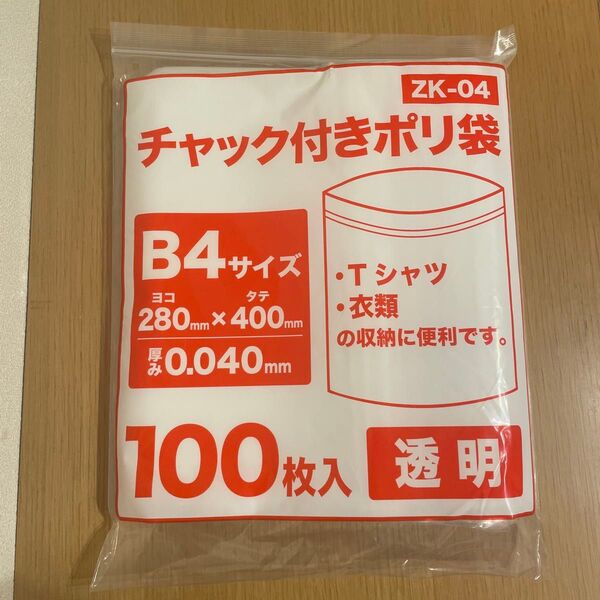 ZK-04
チャック付きポリ袋
B4サイズ
ヨコ タテ
280mm×400mm
厚み0.040mm
・Tシャツ
・衣類
の収納に便利です。
100枚入
透明